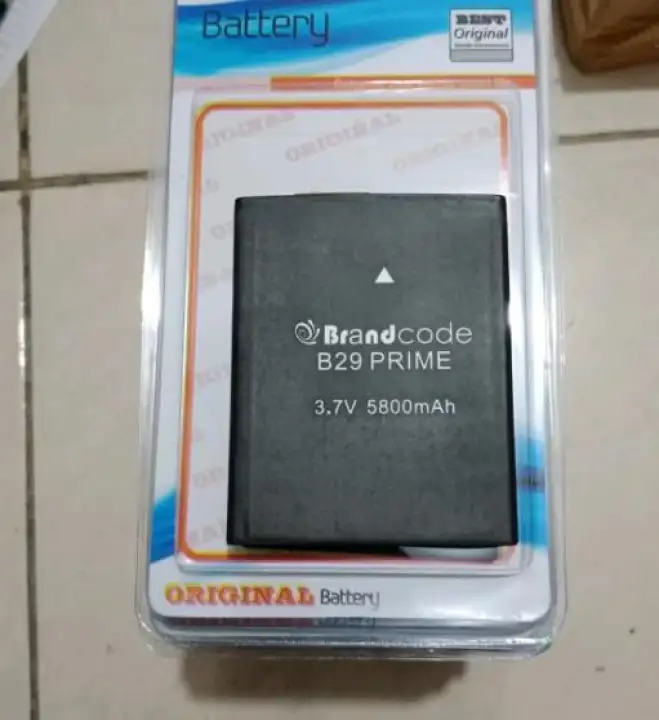 Battery
BEST
Original
ORIGINAL
ORIGINAL
Brandcode
B29 PRIME
3.7V 5800mAh
ORIGINAL Battery